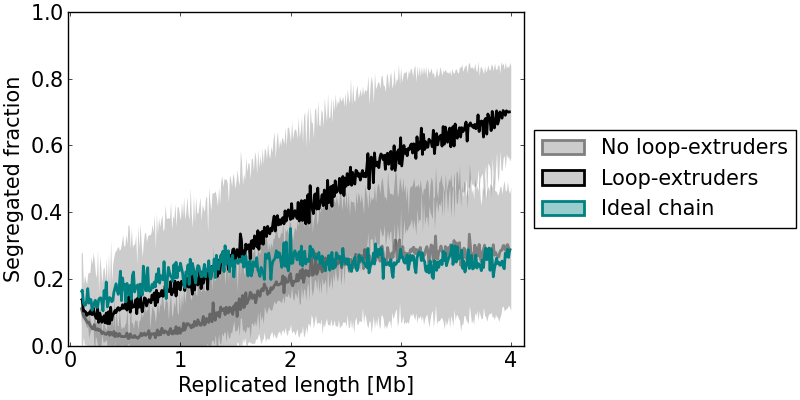 1.0
0.8
0.6
0.4
0.2
0.0
Segregated fraction
0 1 2 3 4
Replicated length [Mb]
No loop-extruders
Loop-extruders
Ideal chain